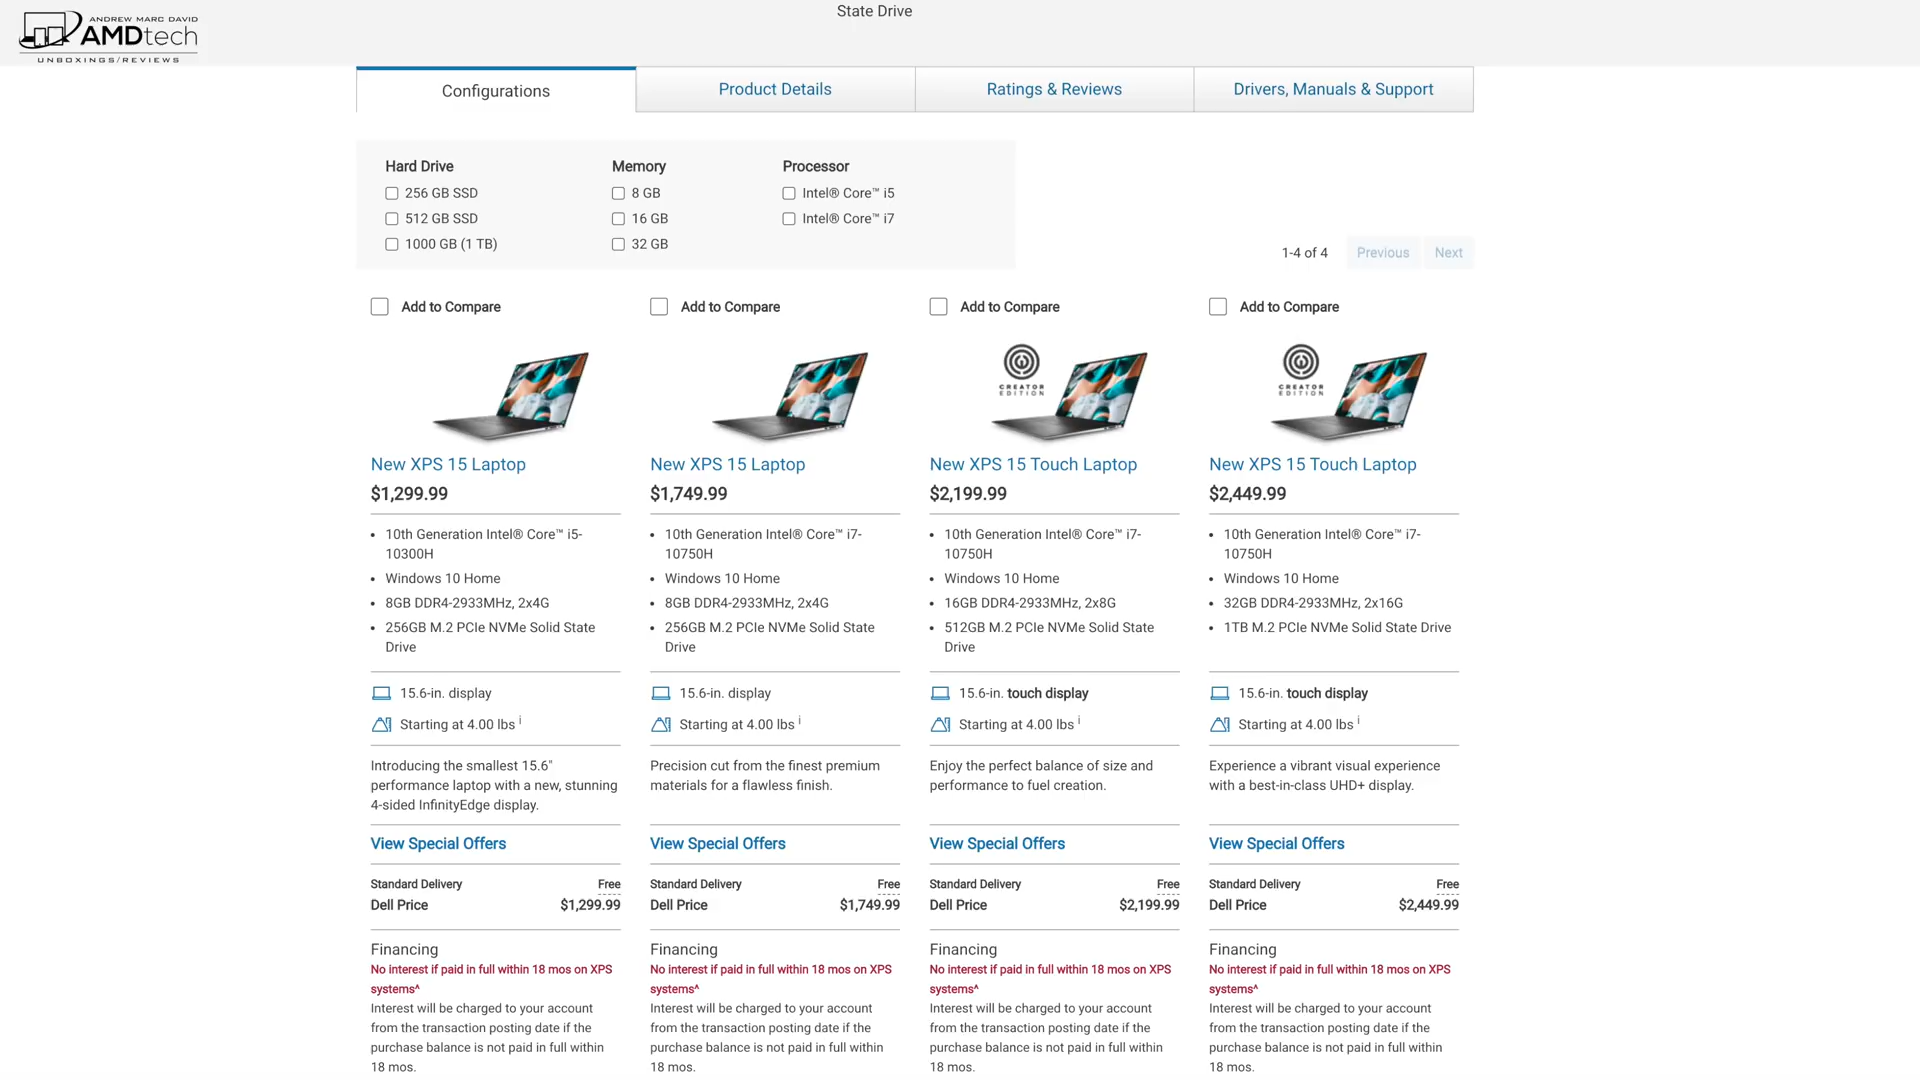 State Drive
ANDREW MARC DAVID
AMDtech
UNBOXINGS/REVIEWS
Configurations
Product Details
Ratings & Reviews
Drivers, Manuals & Support
Hard Drive
256 GB SSD
512 GB SSD
1000 GB (1 TB)
Memory
8 GB
16 GB
32 GB
Processor
Intel® Core™ i5
Intel® Core™ i7
1-4 of 4
Previous
Next
Add to Compare
New XPS 15 Laptop
$1,299.99
10th Generation Intel® Core™ i5-
10300H
Windows 10 Home
8GB DDR4-2933MHz, 2x4G
256GB M.2 PCIe NVMe Solid State
Drive
15.6-in. display
Starting at 4.00 lbs i
Introducing the smallest 15.6"
performance laptop with a new, stunning
4-sided InfinityEdge display.
View Special Offers
Standard Delivery Free
Dell Price $1,299.99
Financing
No interest if paid in full within 18 mos on XPS
systems^
Interest will be charged to your account
from the transaction posting date if the
purchase balance is not paid in full within
18 mos.
Add to Compare
New XPS 15 Laptop
$1,749.99
10th Generation Intel® Core™ i7-
10750H
Windows 10 Home
8GB DDR4-2933MHz, 2x4G
256GB M.2 PCIe NVMe Solid State
Drive
15.6-in. display
Starting at 4.00 lbs i
Precision cut from the finest premium
materials for a flawless finish.
View Special Offers
Standard Delivery Free
Dell Price $1,749.99
Financing
No interest if paid in full within 18 mos on XPS
systems^
Interest will be charged to your account
from the transaction posting date if the
purchase balance is not paid in full within
18 mos.
Add to Compare
CREATOR
EDITION
New XPS 15 Touch Laptop
$2,199.99
10th Generation Intel® Core™ i7-
10750H
Windows 10 Home
16GB DDR4-2933MHz, 2x8G
512GB M.2 PCIe NVMe Solid State
Drive
15.6-in. touch display
Starting at 4.00 lbs i
Enjoy the perfect balance of size and
performance to fuel creation.
View Special Offers
Standard Delivery Free
Dell Price $2,199.99
Financing
No interest if paid in full within 18 mos on XPS
systems^
Interest will be charged to your account
from the transaction posting date if the
purchase balance is not paid in full within
18 mos.
Add to Compare
CREATOR
EDITION
New XPS 15 Touch Laptop
$2,449.99
10th Generation Intel® Core™ i7-
10750H
Windows 10 Home
32GB DDR4-2933MHz, 2x16G
1TB M.2 PCIe NVMe Solid State Drive
15.6-in. touch display
Starting at 4.00 lbs i
Experience a vibrant visual experience
with a best-in-class UHD+ display.
View Special Offers
Standard Delivery Free
Dell Price $2,449.99
Financing
No interest if paid in full within 18 mos on XPS
systems^
Interest will be charged to your account
from the transaction posting date if the
purchase balance is not paid in full within
18 mos.